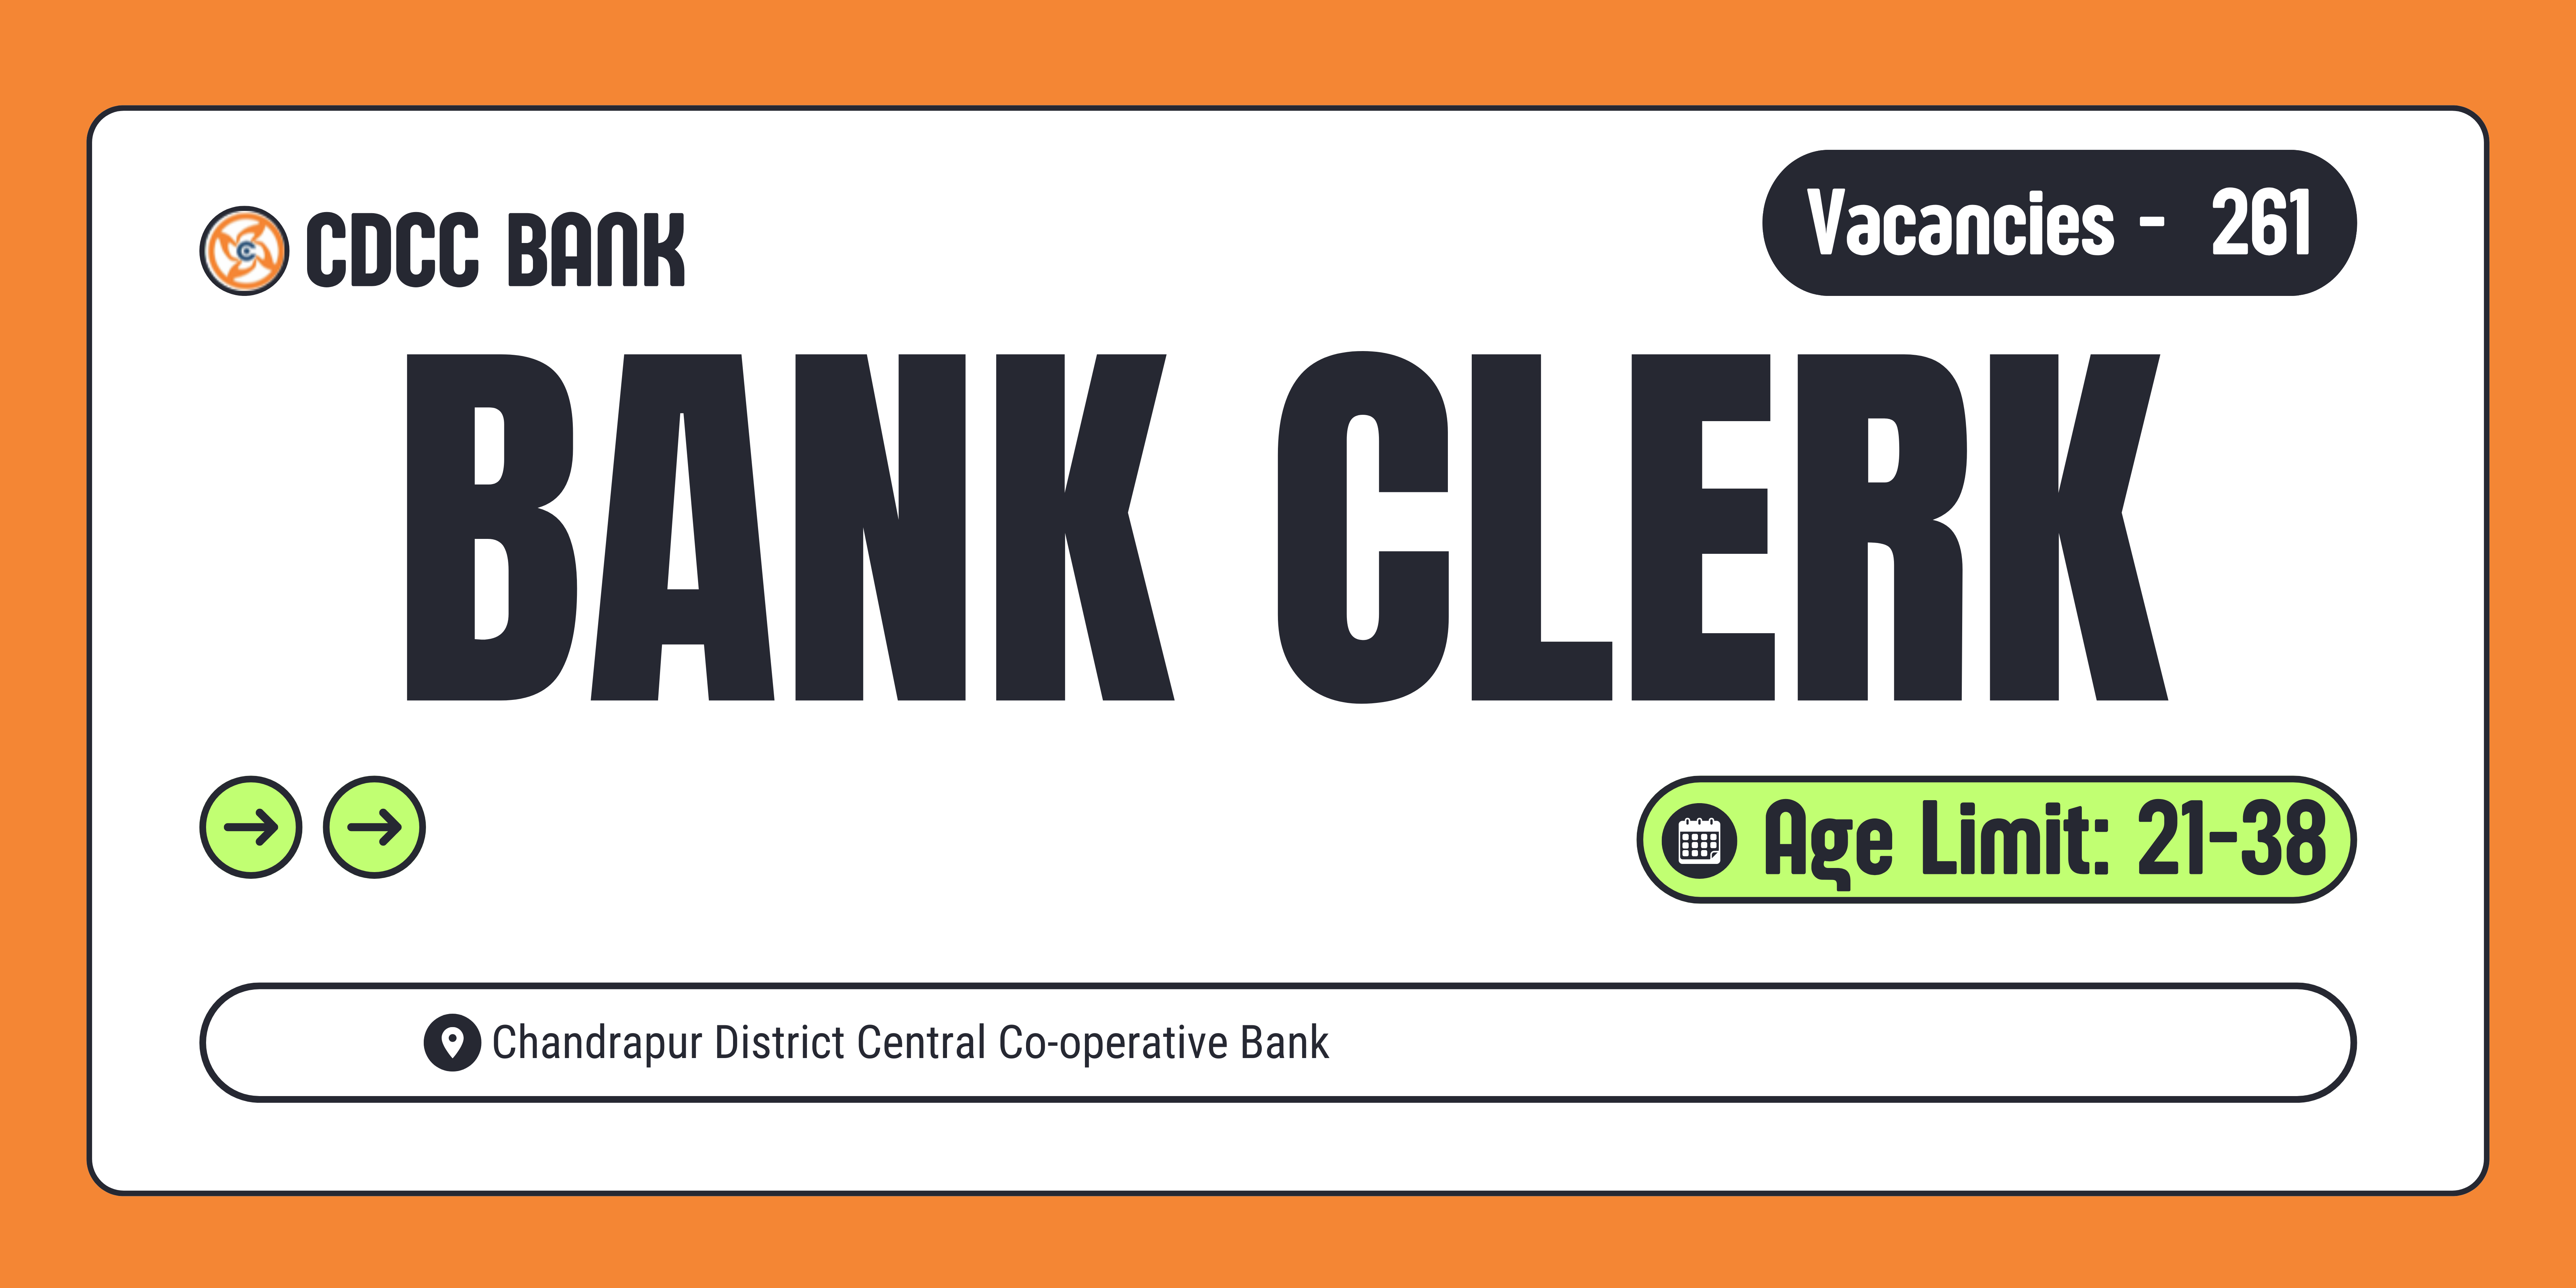 CDCC BANK
Vacancies - 261
BANK CLERK
Age Limit: 21-38
Chandrapur District Central Co-operative Bank